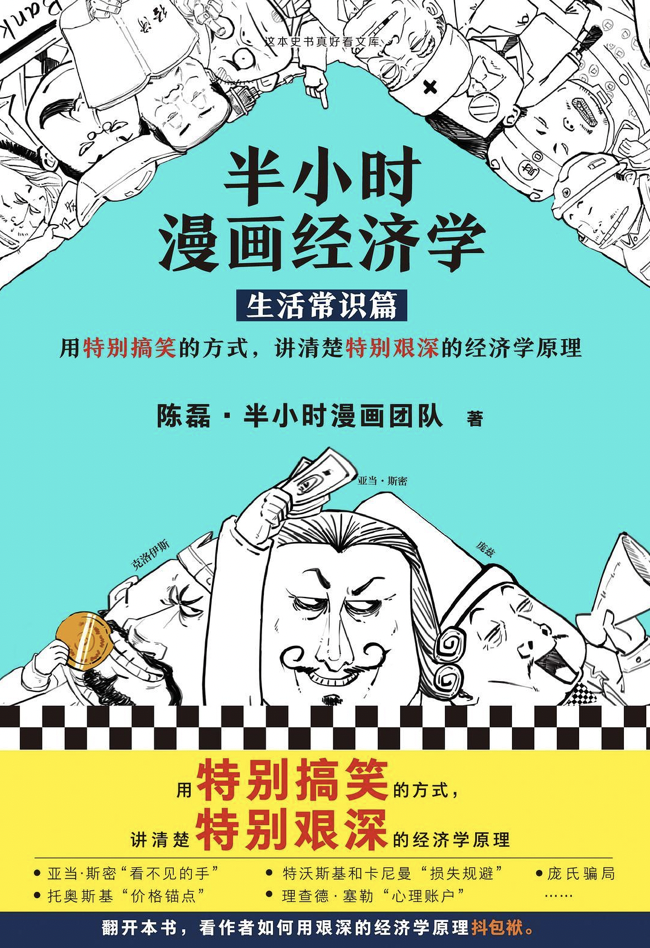 Bank
经济
这本史书真好看文库
半小时
漫画经济学
生活常识篇
用特别搞笑的方式，讲清楚特别艰深的经济学原理
陈磊·半小时漫画团队 著
亚当·斯密
克洛伊斯
庞兹
用特别搞笑的方式，
讲清楚特别艰深的经济学原理
•亚当·斯密“看不见的手” •特沃斯基和卡尼曼“损失规避” •庞氏骗局
•托奥斯基“价格锚点” •理查德·塞勒“心理账户” ……
翻开本书，看作者如何用艰深的经济学原理抖包袱。